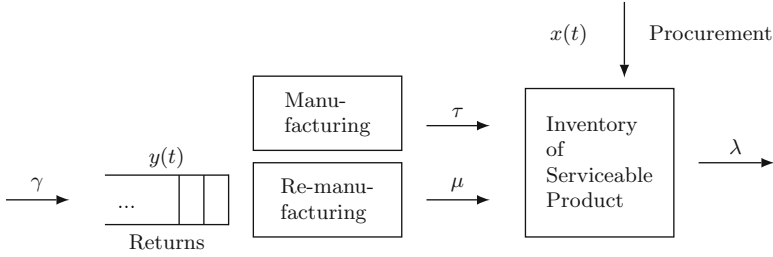 x(t)
Procurement
Manu-
facturing
τ
Inventory
of
Serviceable
Product
λ
y(t)
γ
...
Re-manu-
facturing
μ
Returns